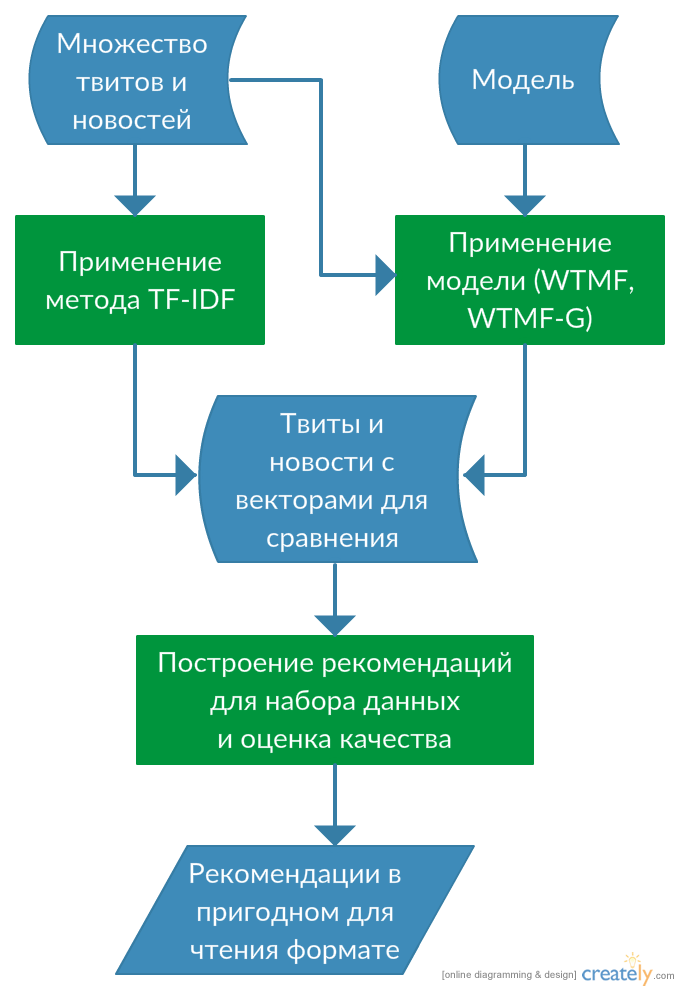 Множество
твитов и
новостей
Модель
Применение
метода TF-IDF
Применение
модели (WTMF,
WTMF-G)
Твиты и
новости с
векторами для
сравнения
Построение рекомендаций
для набора данных
и оценка качества
Рекомендации в
пригодном для
чтения формате
[online diagramming & design] creately.com